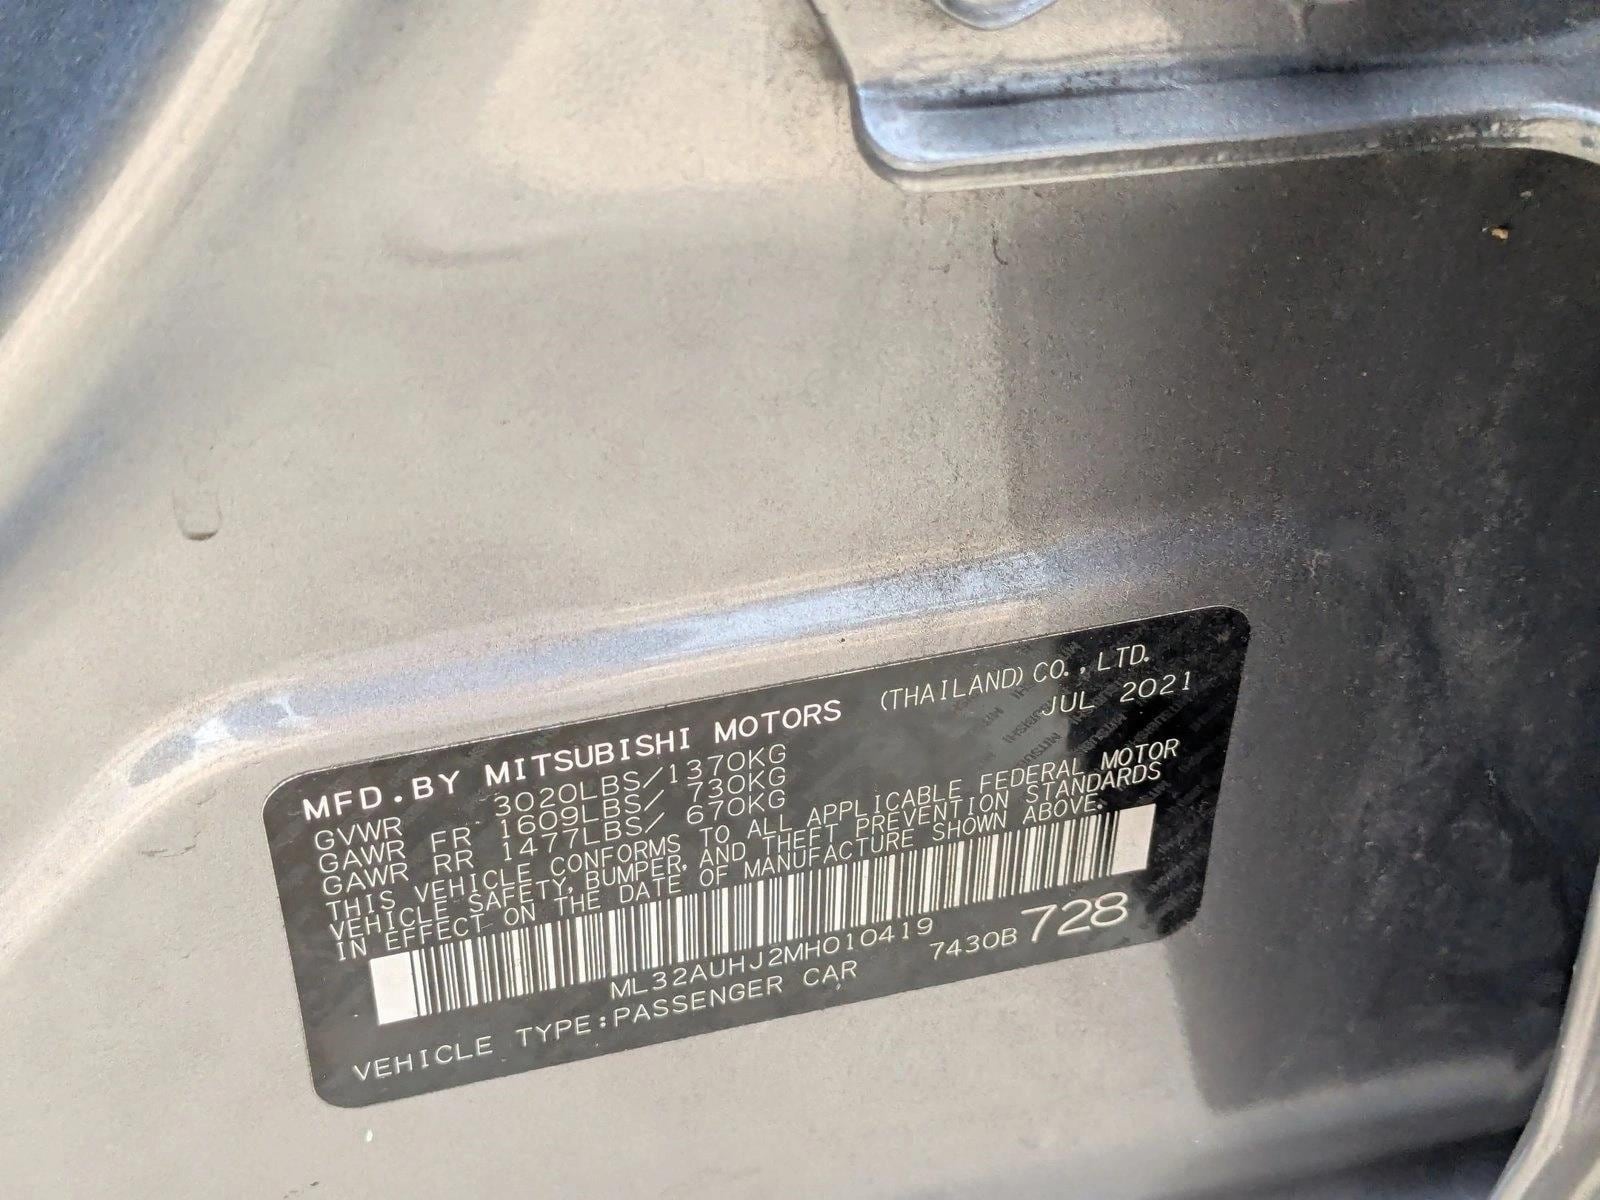 MFD.BY MITSUBISHI MOTORS (THAILAND) CO., LTD.
JUL 2021
GVWR 3020LBS/1370KG
GAWR FR 1609LBS/ 730KG
GAWR RR 1477LBS/ 670KG
THIS VEHICLE CONFORMS TO ALL APPLICABLE FEDERAL MOTOR
VEHICLE SAFETY, BUMPER, AND THEFT PREVENTION STANDARDS
IN EFFECT ON THE DATE OF MANUFACTURE SHOWN ABOVE.
ML32AUHJ2MH010419
VEHICLE TYPE:PASSENGER CAR 7430B 728